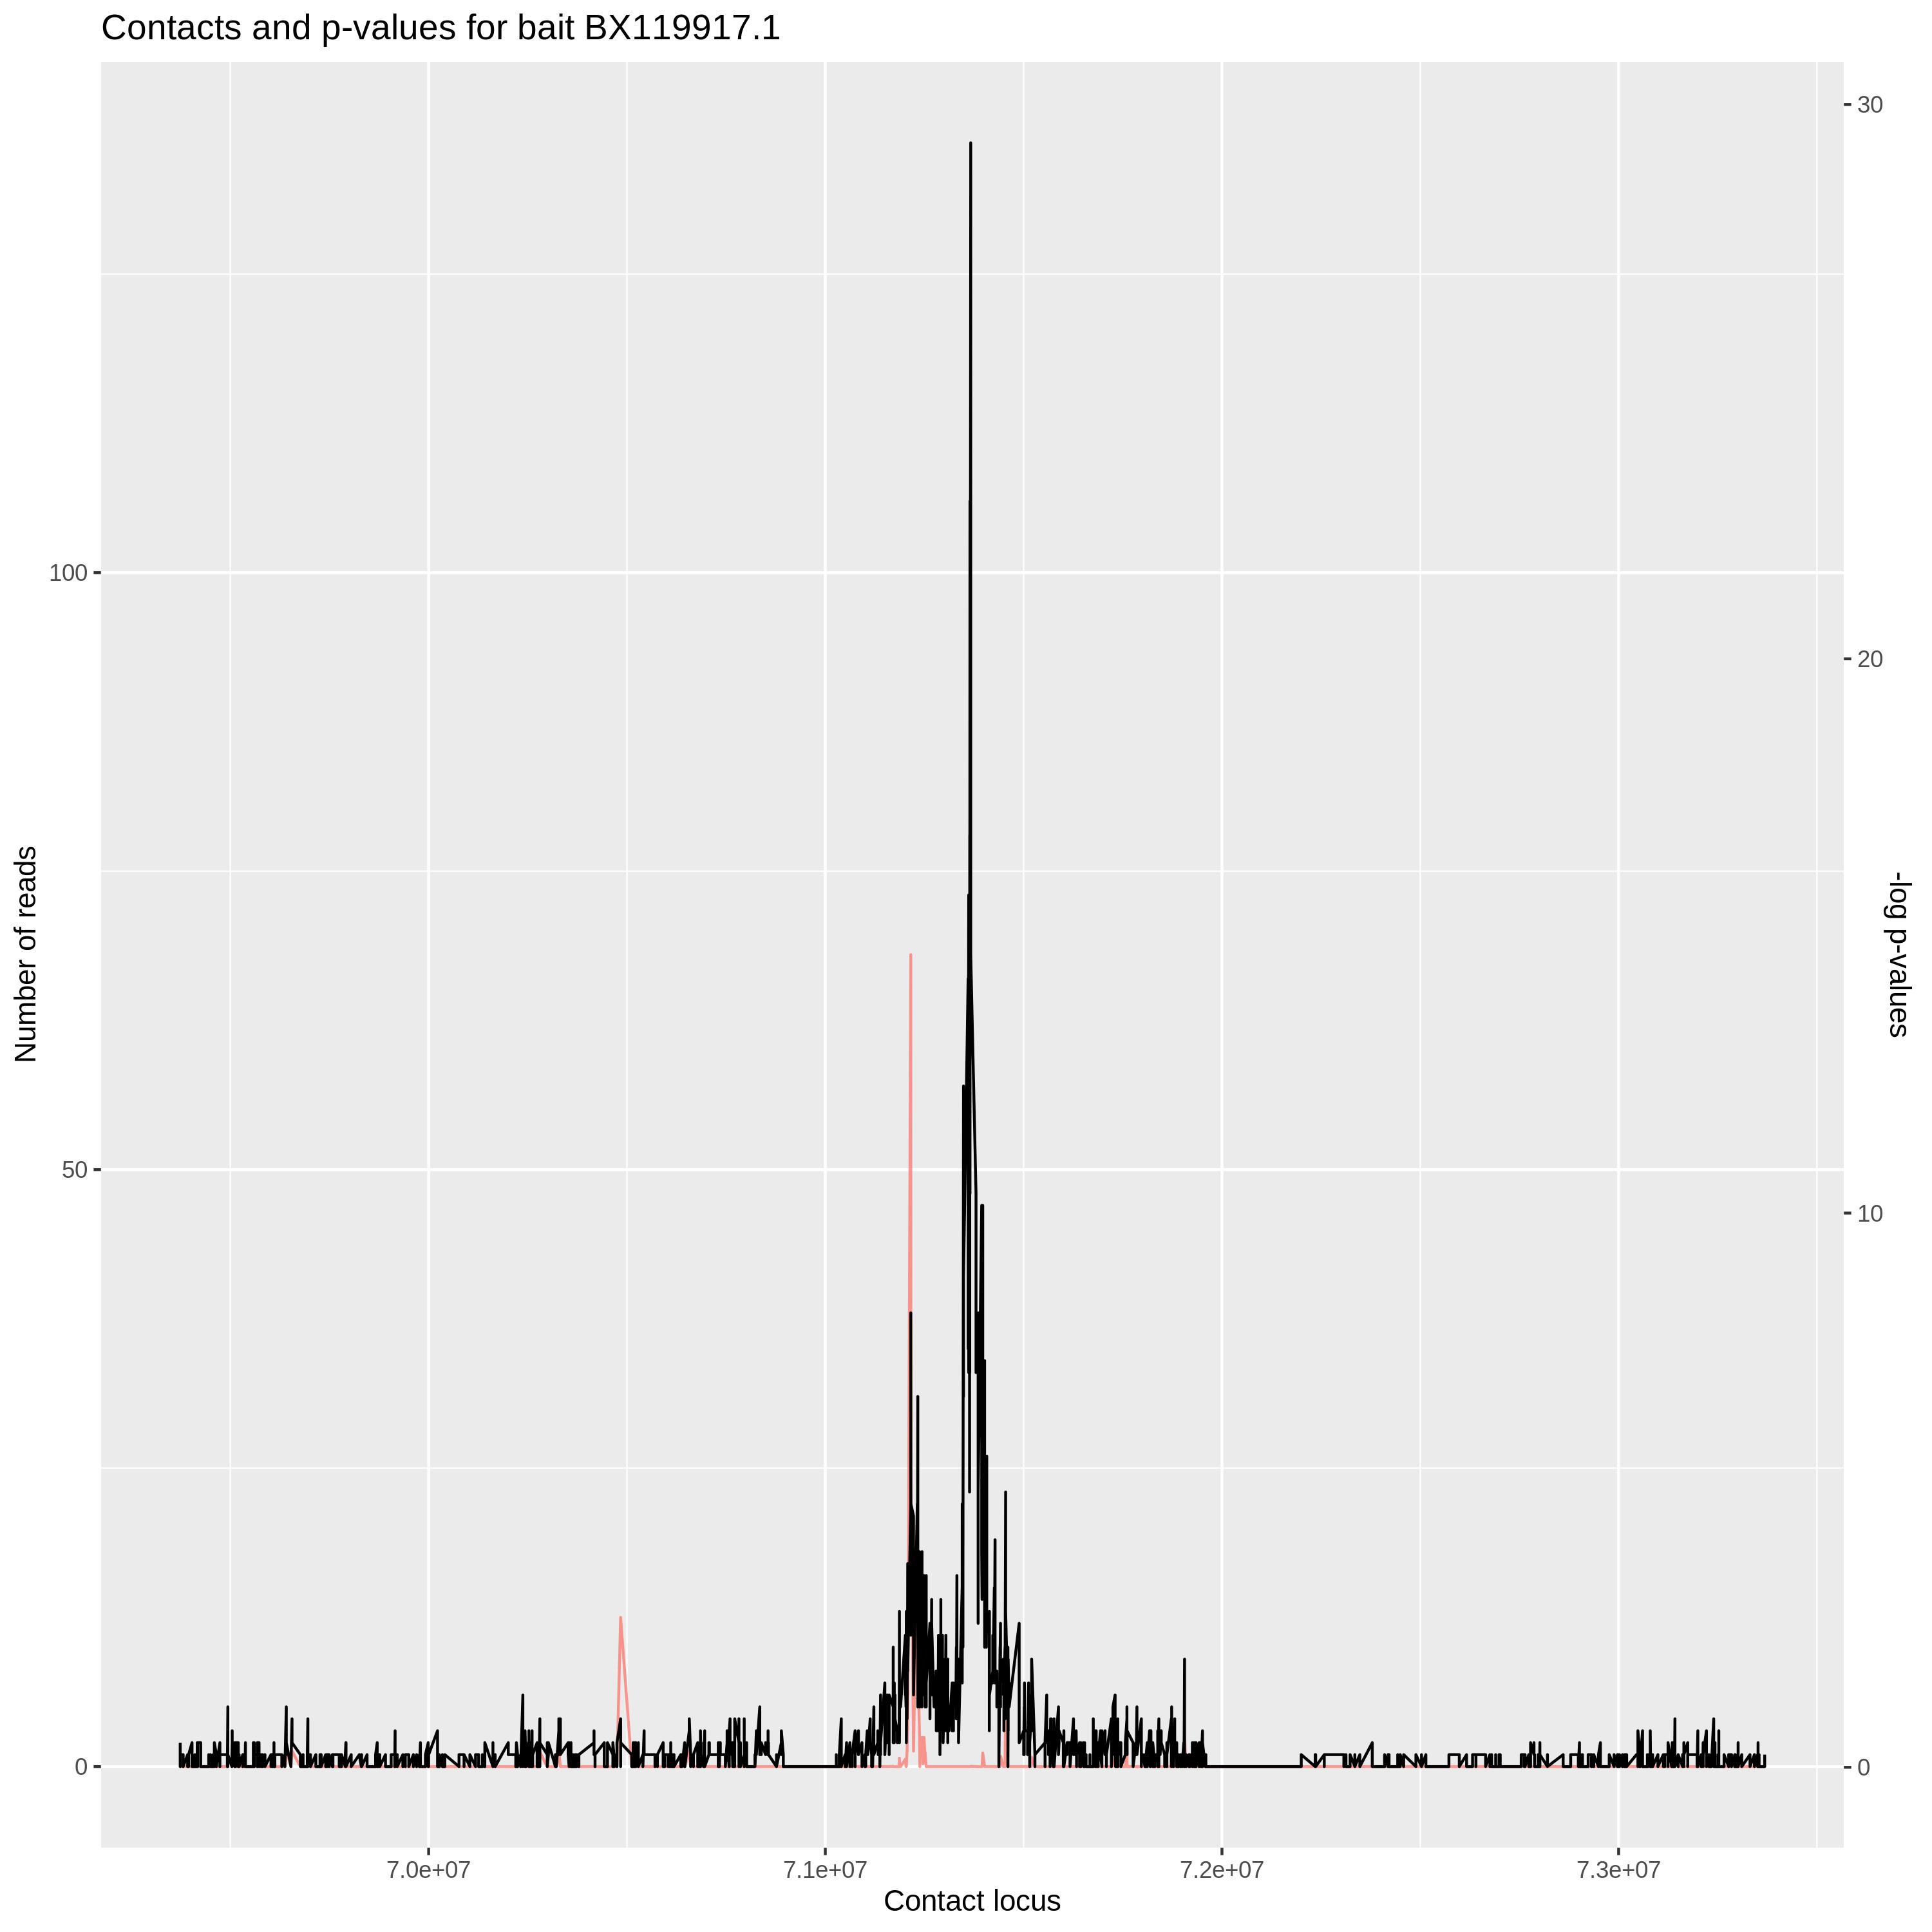 Contacts and p-values for bait BX119917.1
30
100
20
Number of reads
-log p-values
50
10
0
0
7.0e+07
7.1e+07
7.2e+07
7.3e+07
Contact locus